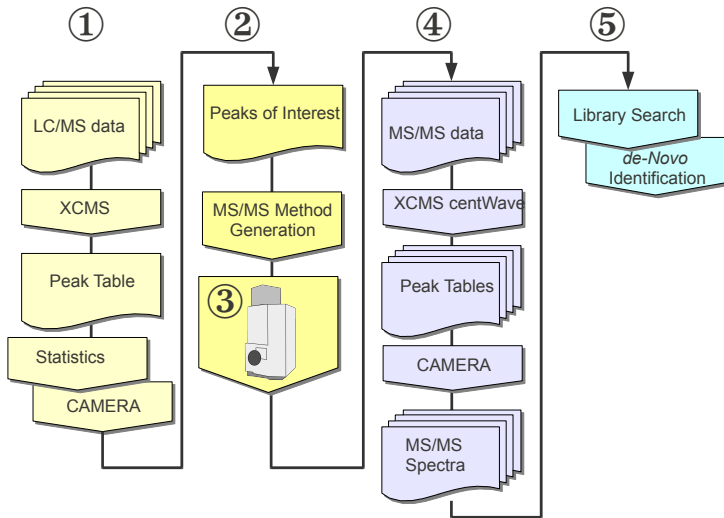 ①
LC/MS data
XCMS
Peak Table
Statistics
CAMERA
②
Peaks of Interest
MS/MS Method
Generation
③
④
MS/MS data
XCMS centWave
Peak Tables
CAMERA
MS/MS
Spectra
⑤
Library Search
de-Novo
Identification